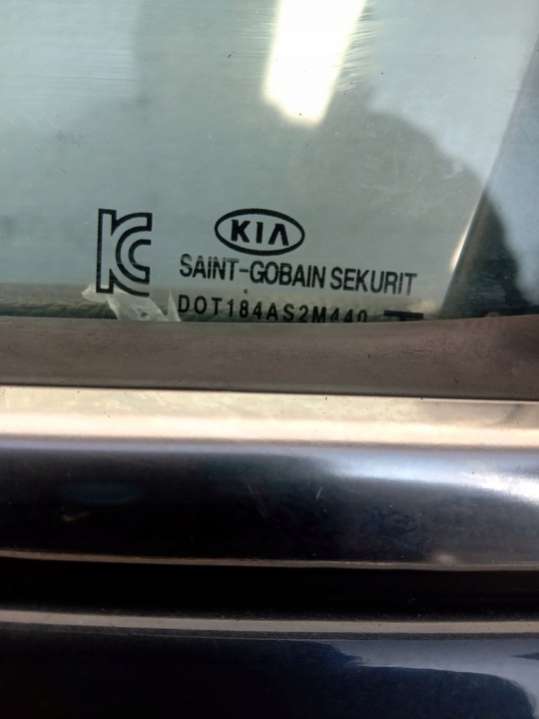 KC
KIA
SAINT-GOBAIN SEKURIT
DOT184AS2M440